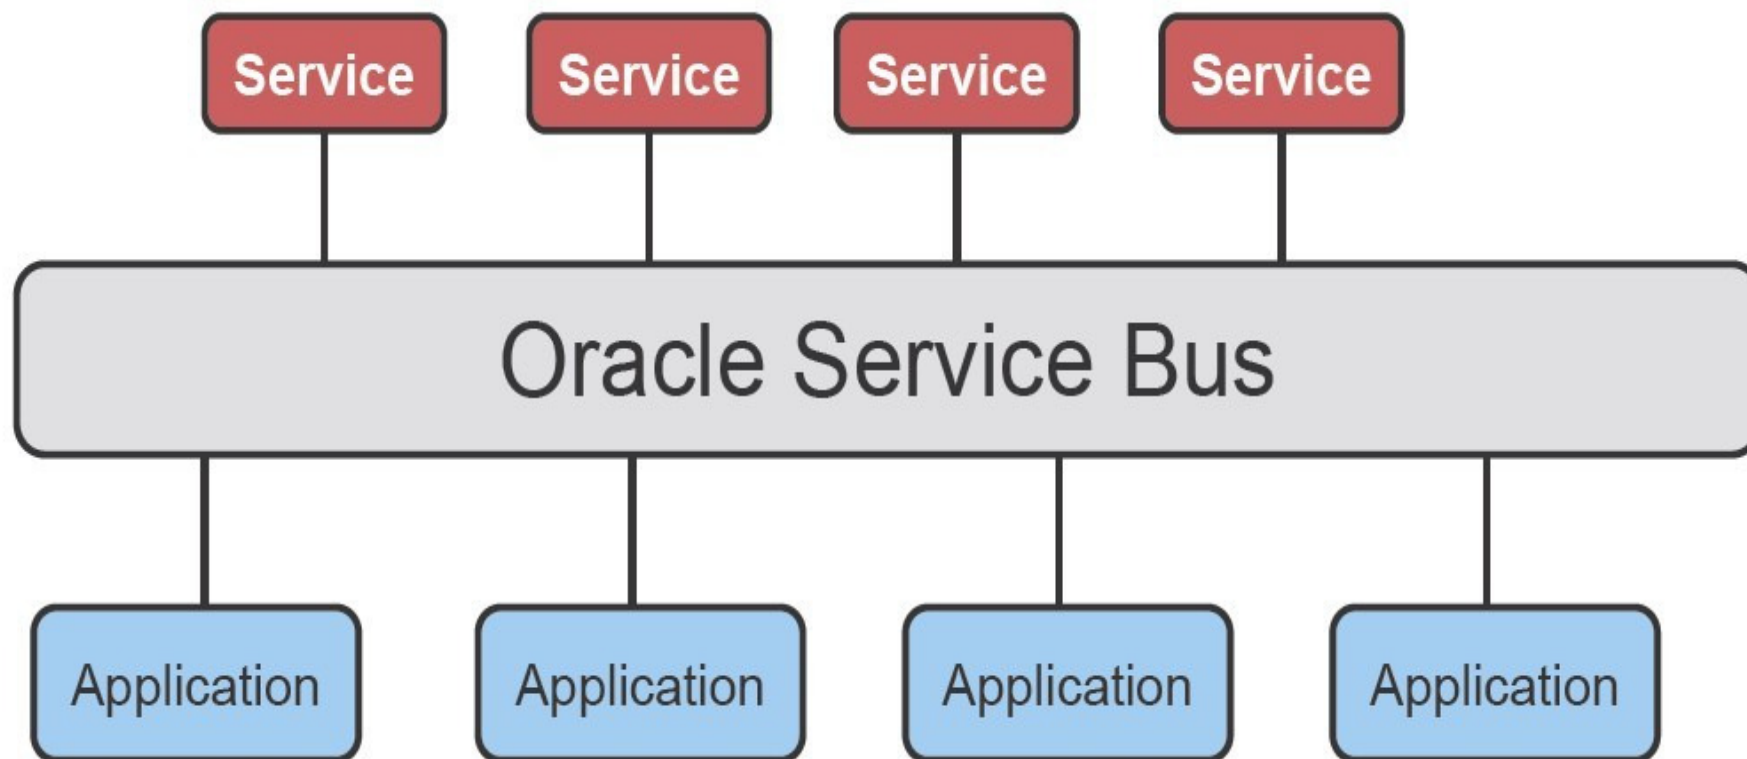 Service
Service
Service
Service
Oracle Service Bus
Application
Application
Application
Application